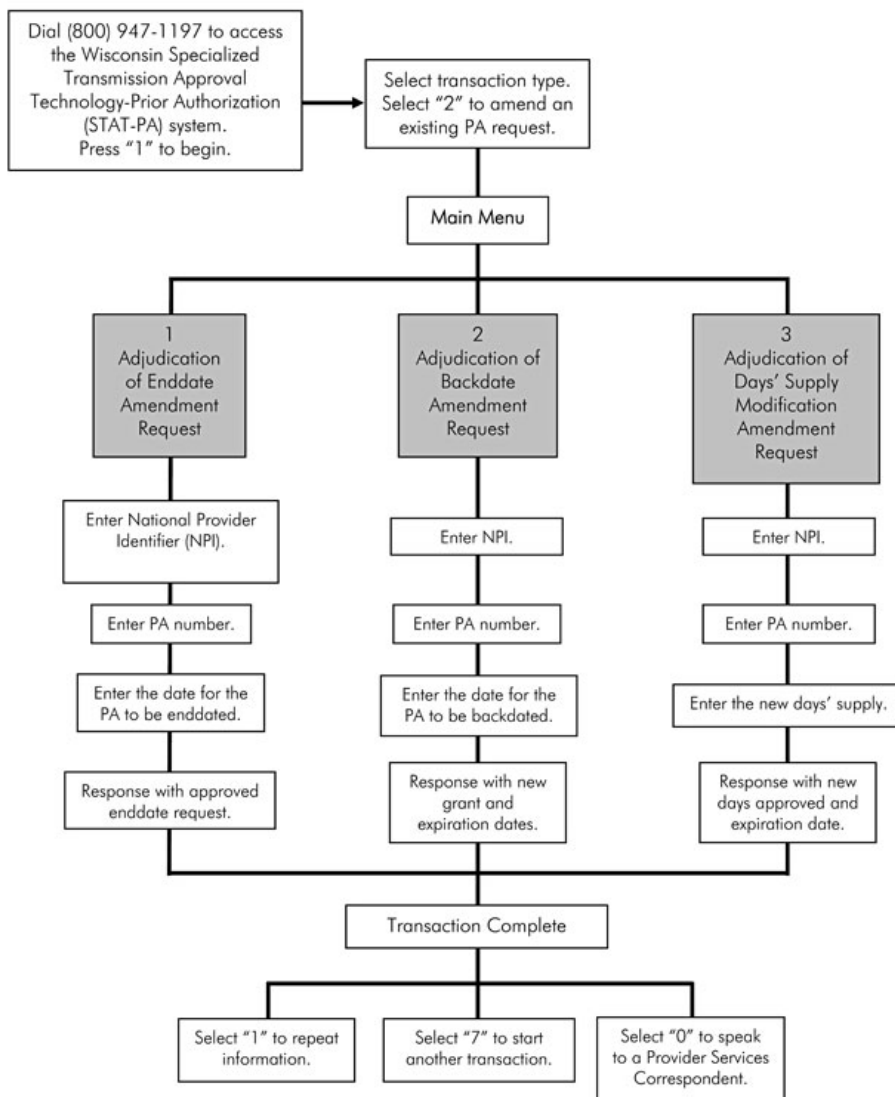 Dial (800) 947-1197 to access
the Wisconsin Specialized
Transmission Approval
Technology-Prior Authorization
(STAT-PA) system.
Press “1” to begin.
Select transaction type.
Select “2” to amend an
existing PA request.
Main Menu
1
Adjudication
of Enddate
Amendment
Request
2
Adjudication of
Backdate
Amendment
Request
3
Adjudication of
Days’ Supply
Modification
Amendment
Request
Enter National Provider
Identifier (NPI).
Enter NPI.
Enter NPI.
Enter PA number.
Enter PA number.
Enter PA number.
Enter the date for the
PA to be enddated.
Enter the date for the
PA to be backdated.
Enter the new days’ supply.
Response with approved
enddate request.
Response with new
grant and
expiration dates.
Response with new
days approved and
expiration date.
Transaction Complete
Select “1” to repeat
information.
Select “7” to start
another transaction.
Select “0” to speak
to a Provider Services
Correspondent.